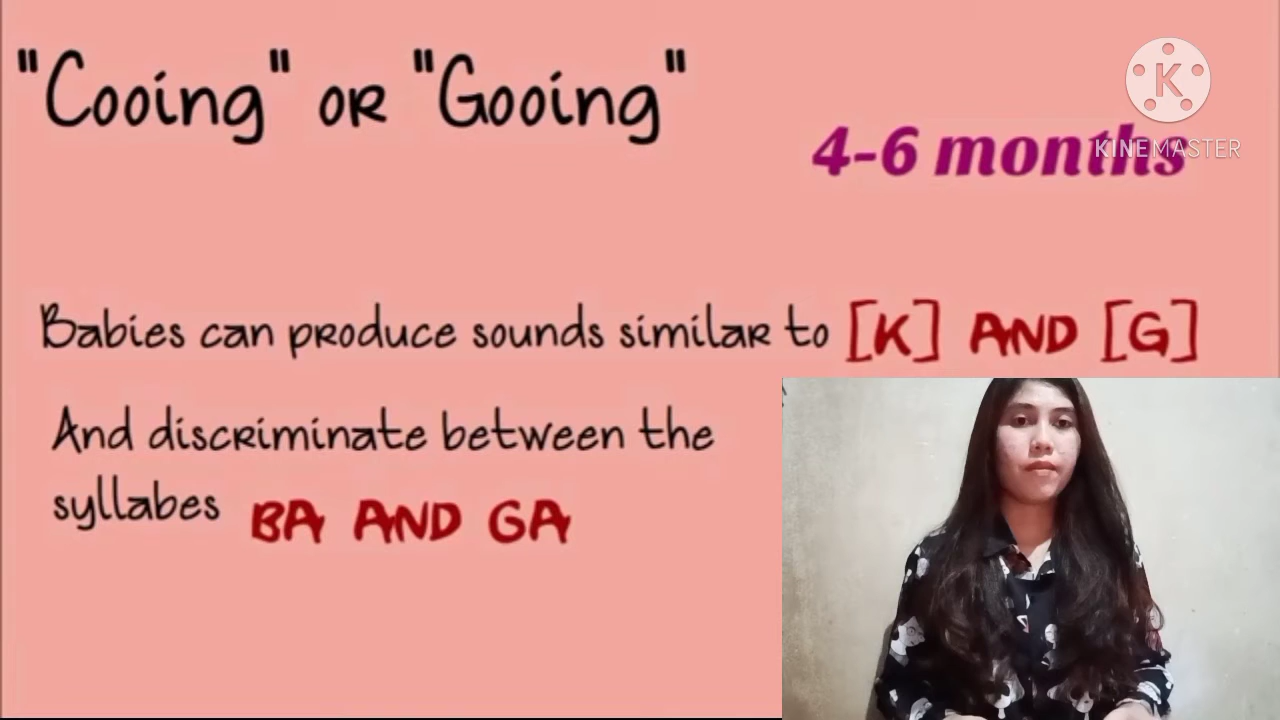 "Cooing" or "Gooing"
K
KINEMASTER
4-6 months
Babies can produce sounds similar to [K] AND [G]
And discriminate between the
syllabes BA AND GA